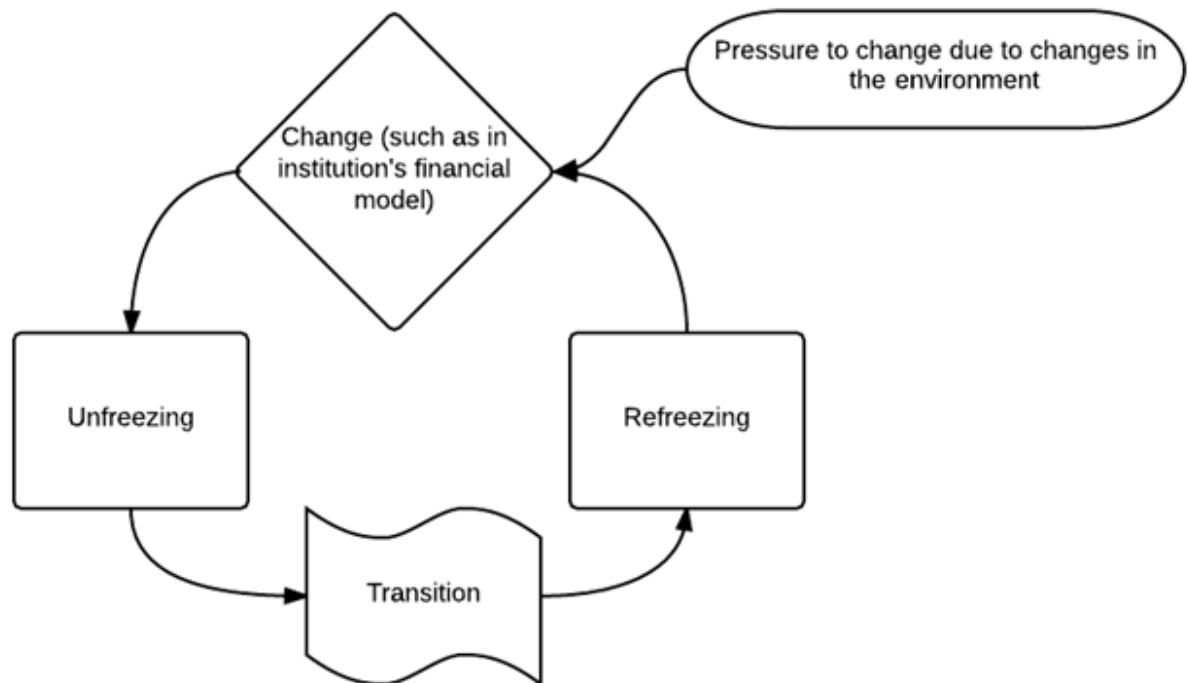 Pressure to change due to changes in
the environment
Change (such as in
institution's financial
model)
Unfreezing
Refreezing
Transition